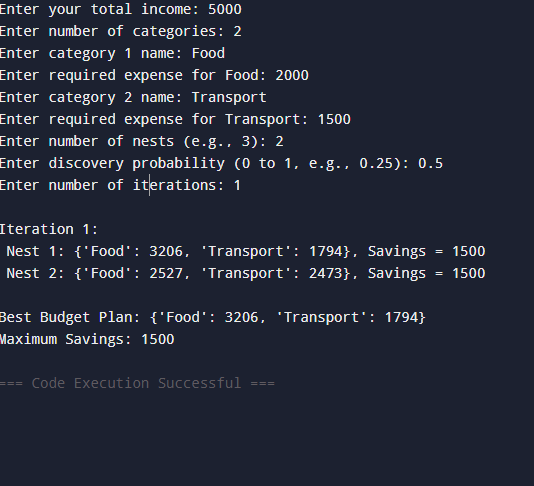 Enter your total income: 5000
Enter number of categories: 2
Enter category 1 name: Food
Enter required expense for Food: 2000
Enter category 2 name: Transport
Enter required expense for Transport: 1500
Enter number of nests (e.g., 3): 2
Enter discovery probability (0 to 1, e.g., 0.25): 0.5
Enter number of iterations: 1
Iteration 1:
Nest 1: {'Food': 3206, 'Transport': 1794}, Savings = 1500
Nest 2: {'Food': 2527, 'Transport': 2473}, Savings = 1500
Best Budget Plan: {'Food': 3206, 'Transport': 1794}
Maximum Savings: 1500
=== Code Execution Successful ===